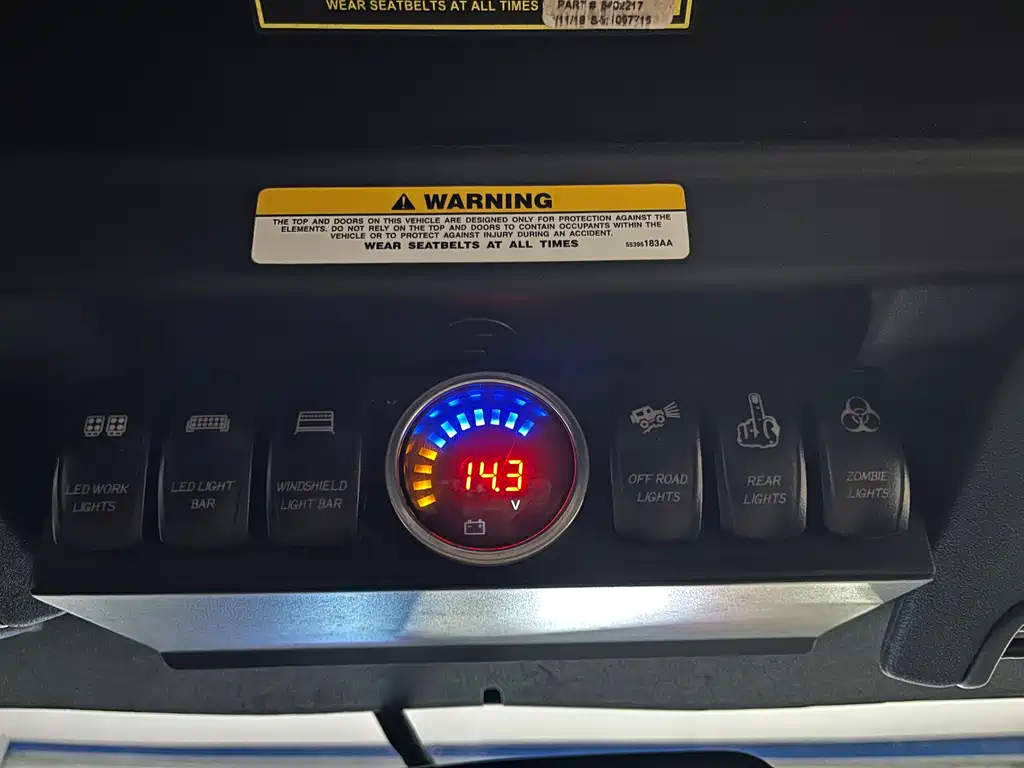 WEAR SEATBELTS AT ALL TIMES
PART # 5402217
WARNING
THE TOP AND DOORS ON THIS VEHICLE ARE DESIGNED ONLY FOR PROTECTION AGAINST THE
ELEMENTS. DO NOT RELY ON THE TOP AND DOORS TO CONTAIN OCCUPANTS WITHIN THE
VEHICLE OR TO PROTECT AGAINST INJURY DURING AN ACCIDENT.
WEAR SEATBELTS AT ALL TIMES
55395183AA
LED WORK
LIGHTS
LED LIGHT
BAR
WINDSHIELD
LIGHT BAR
14.3
V
OFF ROAD
LIGHTS
REAR
LIGHTS
ZOMBIE
LIGHTS